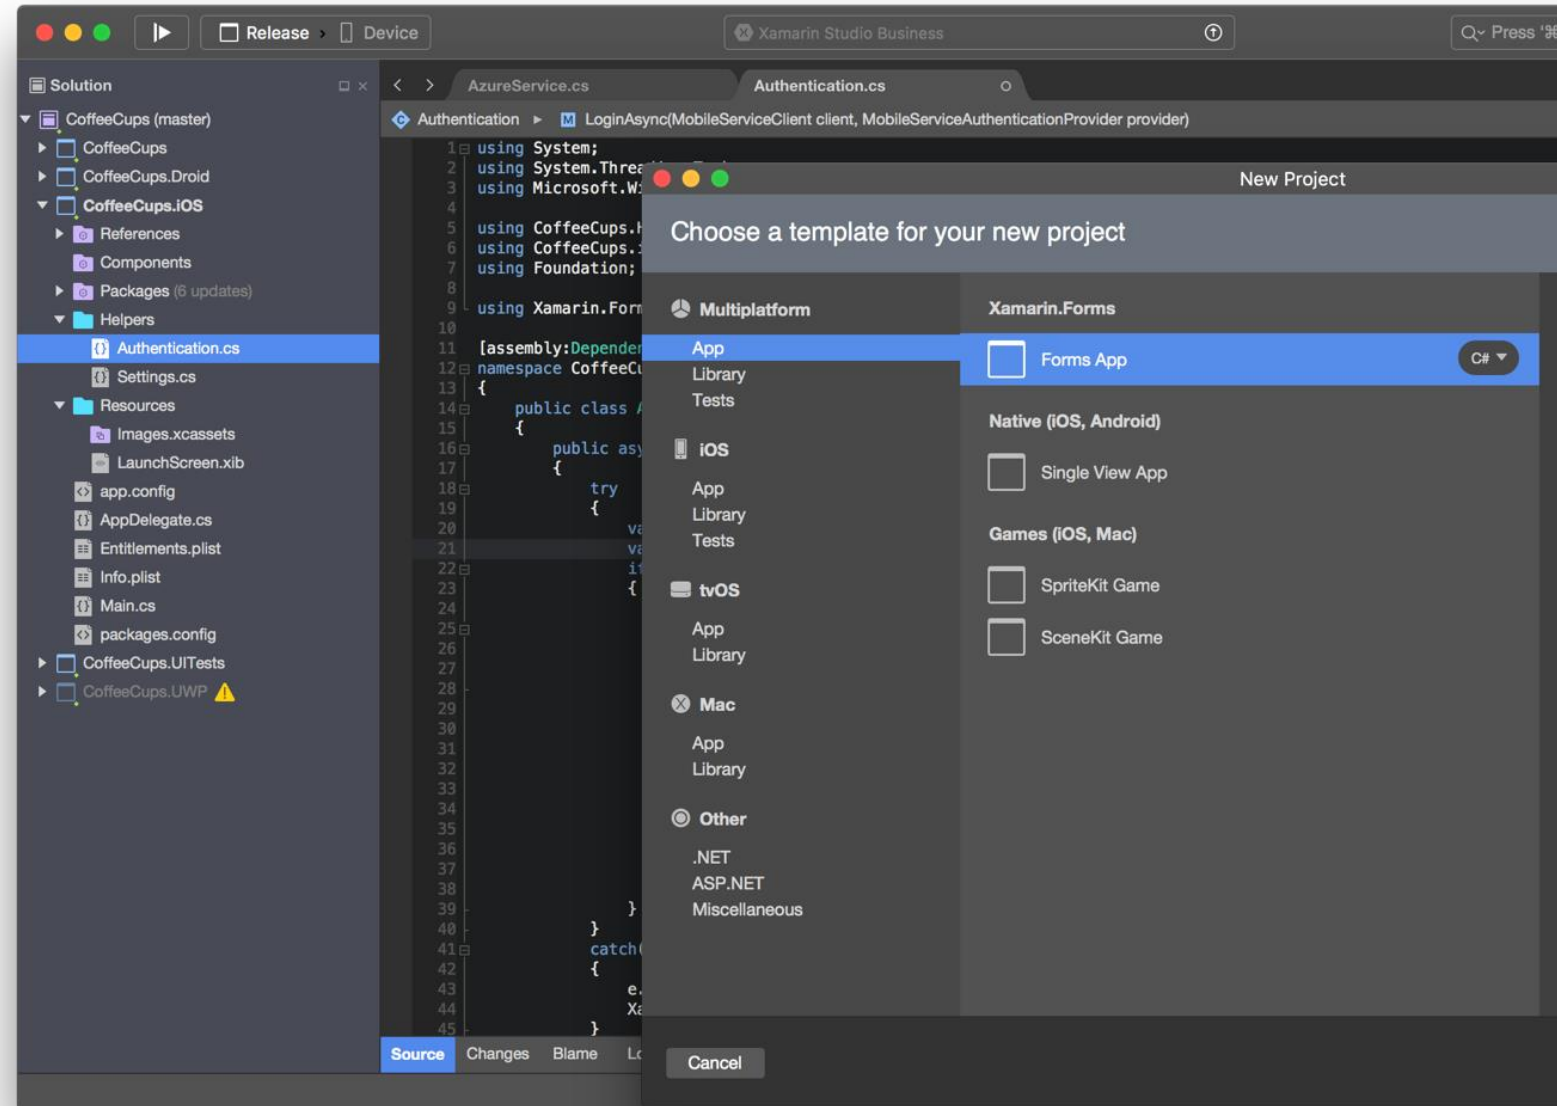 Release > Device
Xamarin Studio Business
Press '⌘
Solution
CoffeeCups (master)
CoffeeCups
CoffeeCups.Droid
CoffeeCups.iOS
References
Components
Packages (6 updates)
Helpers
Authentication.cs
Settings.cs
Resources
Images.xcassets
LaunchScreen.xib
app.config
AppDelegate.cs
Entitlements.plist
Info.plist
Main.cs
packages.config
CoffeeCups.UITests
CoffeeCups.UWP
AzureService.cs
Authentication.cs
Authentication ▸ M LoginAsync(MobileServiceClient client, MobileServiceAuthenticationProvider provider)
1 using System;
2 using System.Threa
3 using Microsoft.Wi
4
5 using CoffeeCups.H
6 using CoffeeCups.i
7 using Foundation;
8
9 using Xamarin.Form
10
11 [assembly:Dependen
12 namespace CoffeeCu
13 {
14 public class A
15 {
16 public asy
17 {
18 try
19 {
20 va
21 va
22 if
23 {
24
25
26
27
28
29
30
31
32
33
34
35
36
37
38
39 }
40 }
41 catch(
42 {
43 e.
44 Xa
45 }
Source Changes Blame Lo
New Project
Choose a template for your new project
Multiplatform
App
Library
Tests
iOS
App
Library
Tests
tvOS
App
Library
Mac
App
Library
Other
.NET
ASP.NET
Miscellaneous
Xamarin.Forms
Forms App
C#
Native (iOS, Android)
Single View App
Games (iOS, Mac)
SpriteKit Game
SceneKit Game
Cancel